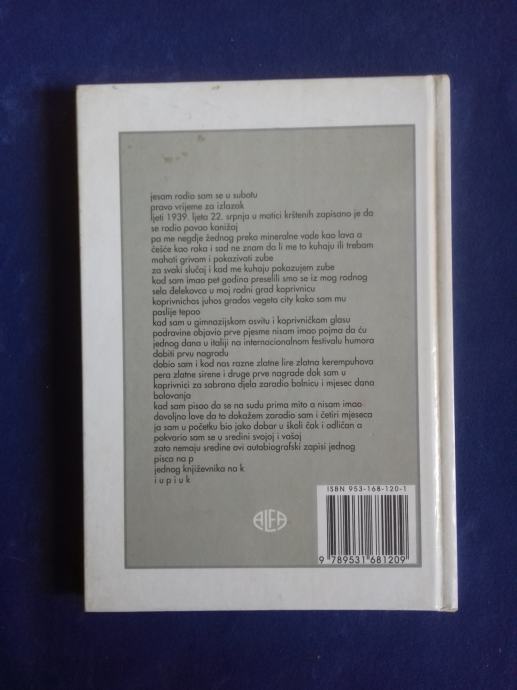 jesam rodio sam se u subotu
pravo vrijeme za izlazak
ljeti 1939. ljeta 22. srpnja u matici krštenih zapisano je da
se rodio pavao kanižaj
pa me negdje žednog preko mineralne vode kao lava a
češće kao raka i sad ne znam da li me to kuhaju ili trebam
mahati grivom i pokazivati zube
za svaki slučaj i kad me kuhaju pokazujem zube
kad sam imao pet godina preselili smo se iz mog rodnog
sela delekovca u moj rodni grad koprivnicu
koprivnichos juhos grados vegeta city kako sam mu
poslije tepao
kad sam u gimnazijskom osvitu i koprivničkom glasu
podravine objavio prve pjesme nisam imao pojma da ću
jednog dana u italiji na internacionalnom festivalu humora
dobiti prvu nagradu
dobio sam i kod nas razne zlatne lire zlatna kerempuhova
pera zlatne sirene i druge prve nagrade dok sam u
koprivnici za sabrana djela zaradio bolnicu i mjesec dana
bolovanja
kad sam pisao da se na sudu prima mito a nisam imao
dovoljno love da to dokažem zaradio sam i četiri mjeseca
ja sam u početku bio jako dobar u školi čak i odličan a
pokvario sam se u sredini svojoj i vašoj
zato nemaju sredine ovi autobiografski zapisi jednog
pisca na p
jednog književnika na k
i u p i u k
ISBN 953-168-120-1
ALFA
9 789531 681209